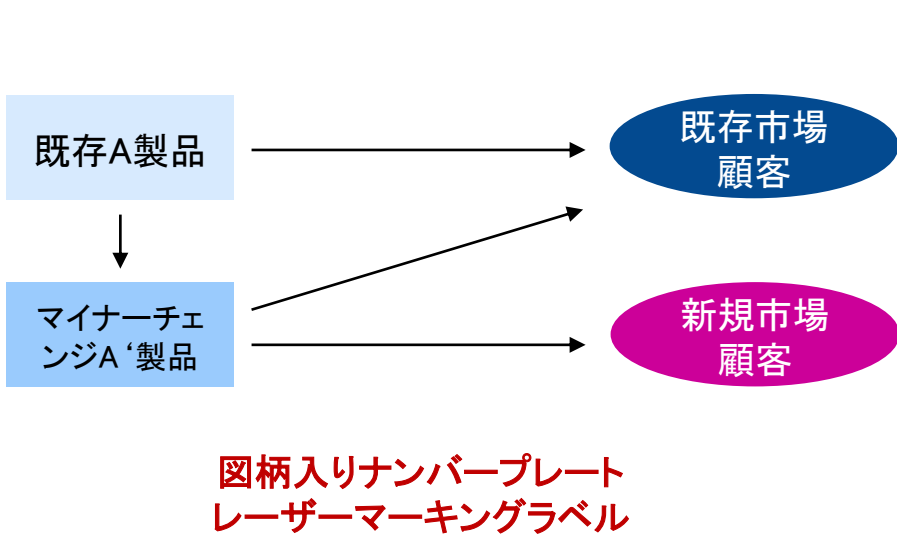 既存A製品
既存市場
顧客
マイナーチェ
ンジA‘製品
新規市場
顧客
図柄入りナンバープレート
レーザーマーキングラベル